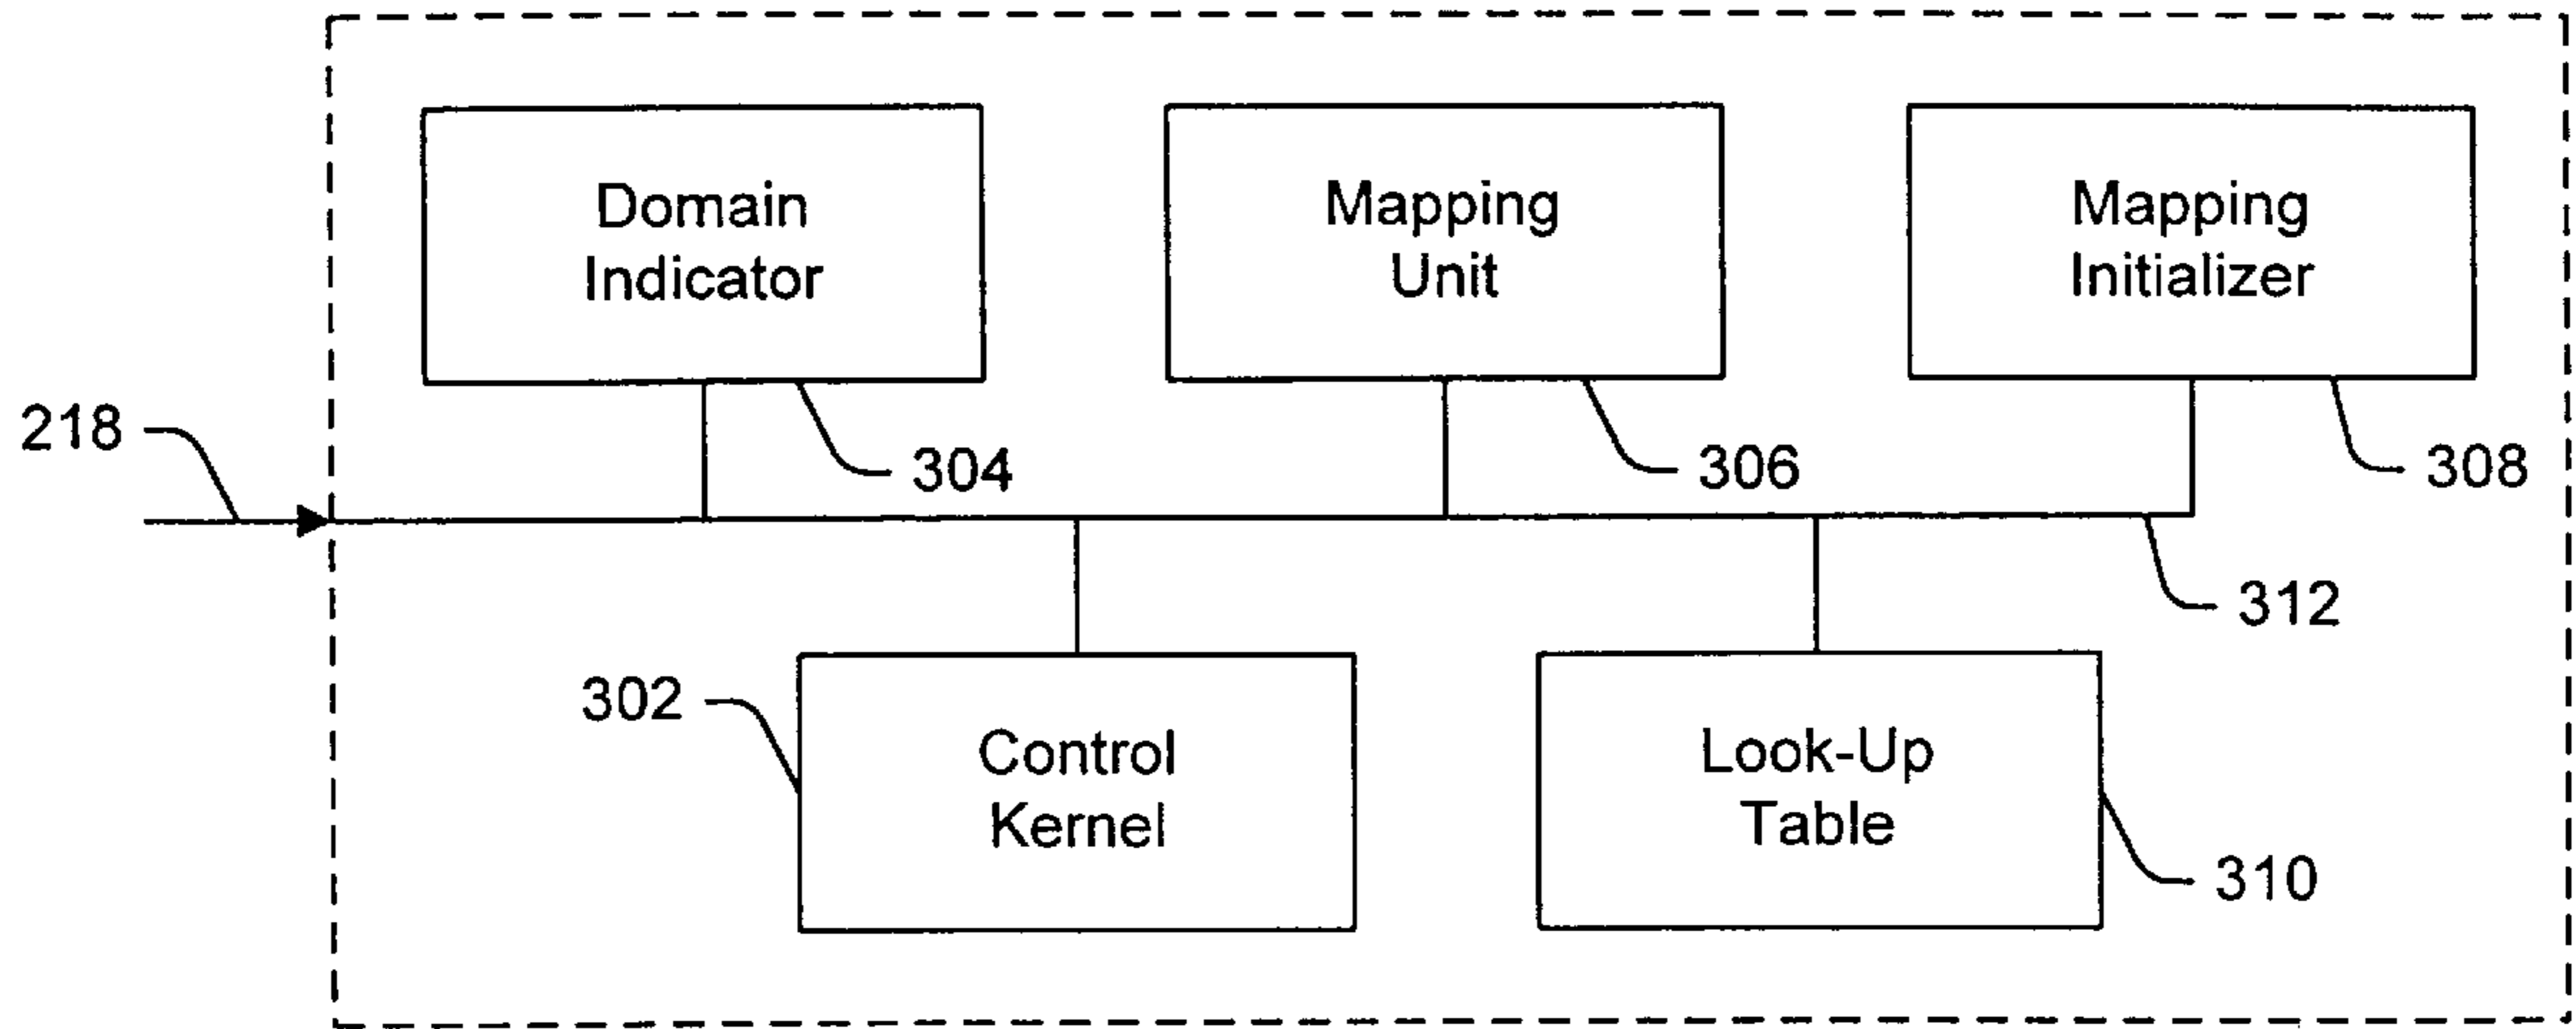 Domain
Indicator
Mapping
Unit
Mapping
Initializer
218
304
306
308
312
302
Control
Kernel
Look-Up
Table
310